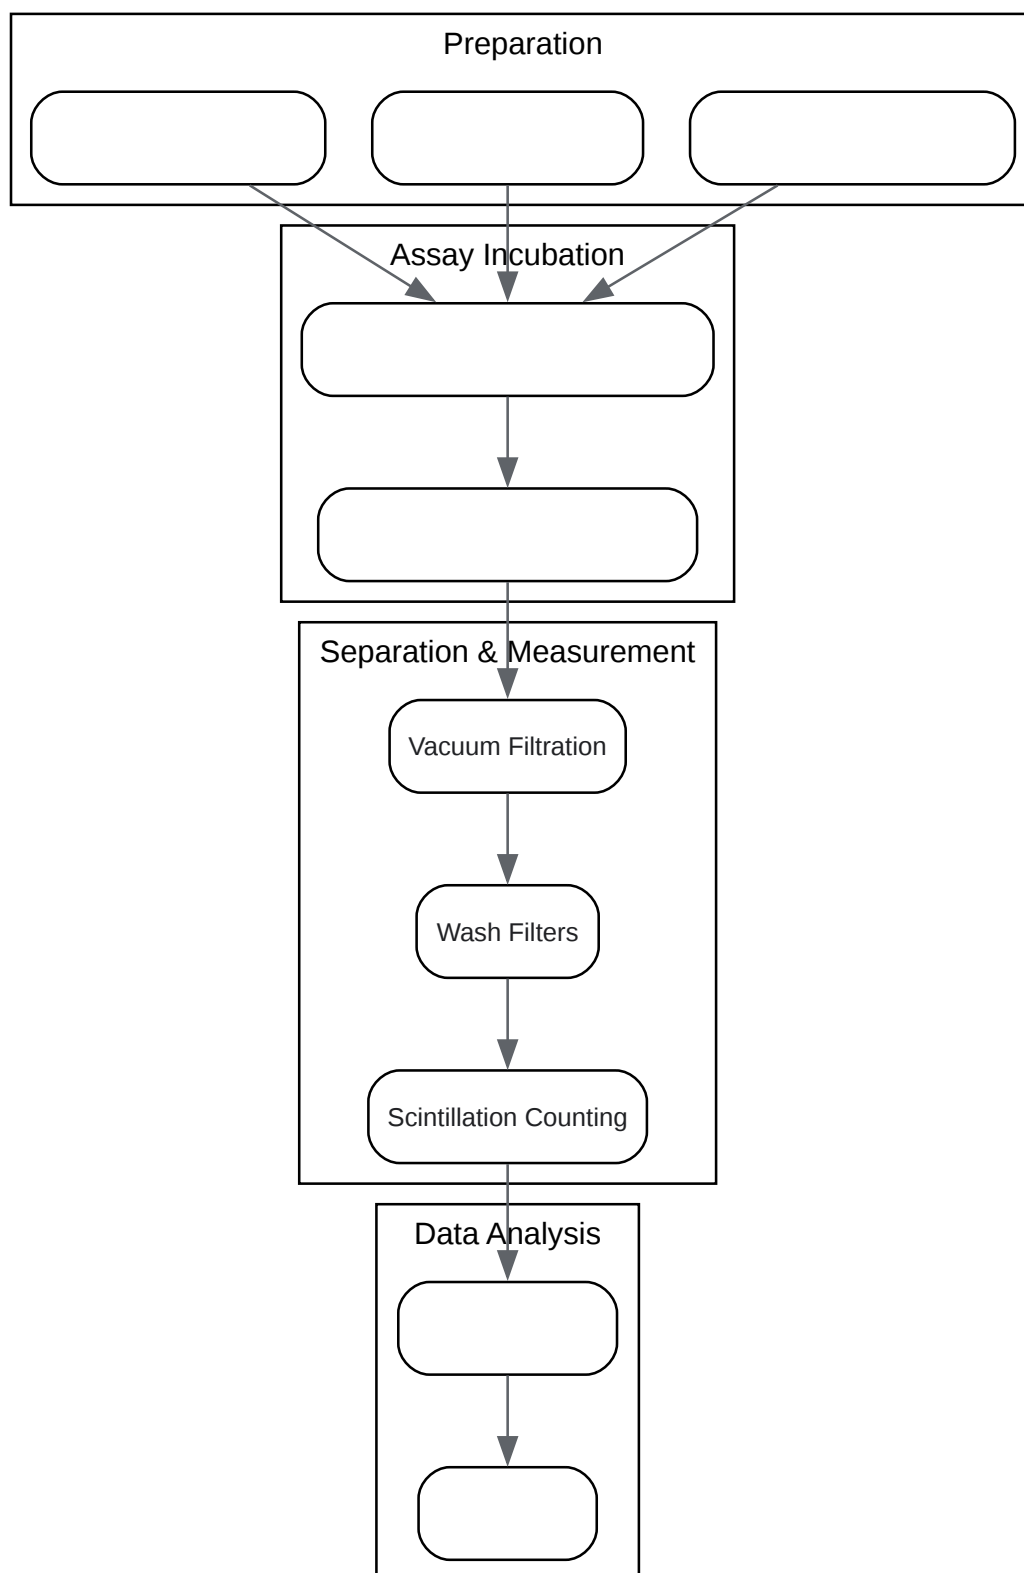 Preparation
Assay Incubation
Separation & Measurement
Vacuum Filtration
Wash Filters
Scintillation Counting
Data Analysis